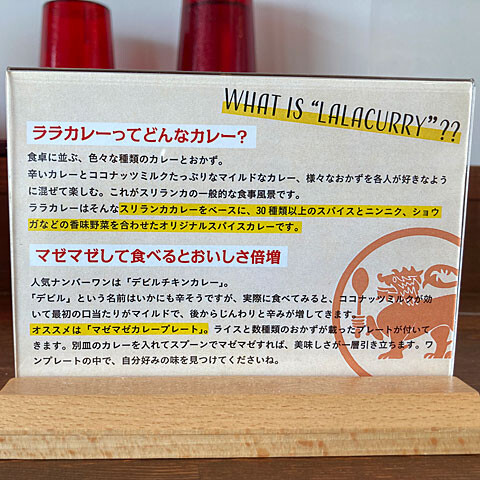 WHAT IS “LALACURRY”??
ララカレーってどんなカレー？
食卓に並ぶ、色々な種類のカレーとおかず。
辛いカレーとココナッツミルクたっぷりなマイルドなカレー、様々なおかずを各人が好きなよう
に混ぜて楽しむ。これがスリランカの一般的な食事風景です。
ララカレーはそんなスリランカカレーをベースに、30種類以上のスパイスとニンニク、ショウ
ガなどの香味野菜を合わせたオリジナルスパイスカレーです。
マゼマゼして食べるとおいしさ倍増
人気ナンバーワンは「デビルチキンカレー」。
「デビル」という名前はいかにも辛そうですが、実際に食べてみると、ココナッツミルクが効
いて最初の口当たりがマイルドで、後からじんわりと辛みが増してきます。
オススメは「マゼマゼカレープレート」。ライスと数種類のおかずが載ったプレートが付いて
きます。別皿のカレーを入れてスプーンでマゼマゼすれば、美味しさが一層引き立ちます。ワ
ンプレートの中で、自分好みの味を見つけてくださいね。